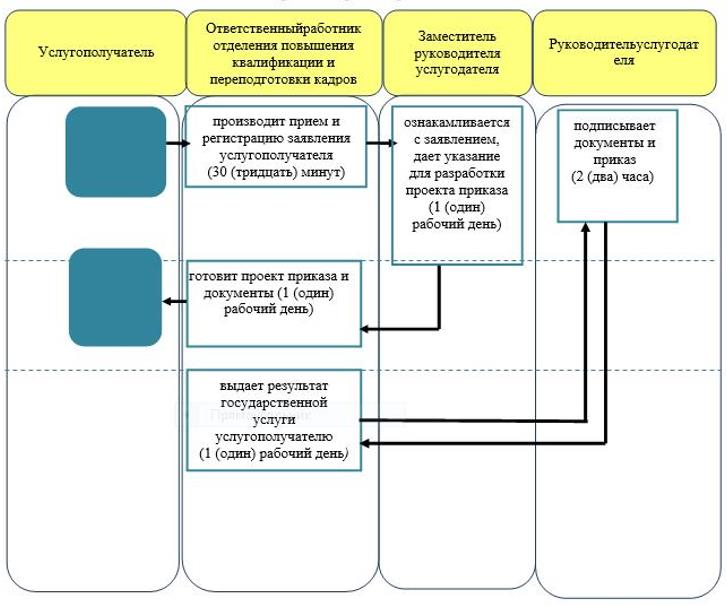 Услугополучатель
Ответственныйработник
отделения повышения
квалификации и
переподготовки кадров
Заместитель
руководителя
услугодателя
Руководительуслугодат
еля
производит прием и
регистрацию заявления
услугополучателя
(30 (тридцать) минут)
ознакамливается
с заявлением,
дает указание
для разработки
проекта приказа
(1 (один)
рабочий день)
подписывает
документы и
приказ
(2 (два) часа)
готовит проект приказа и
документы (1 (один)
рабочий день)
выдает результат
государственной
услуги
услугополучателю
(1 (один) рабочий день)